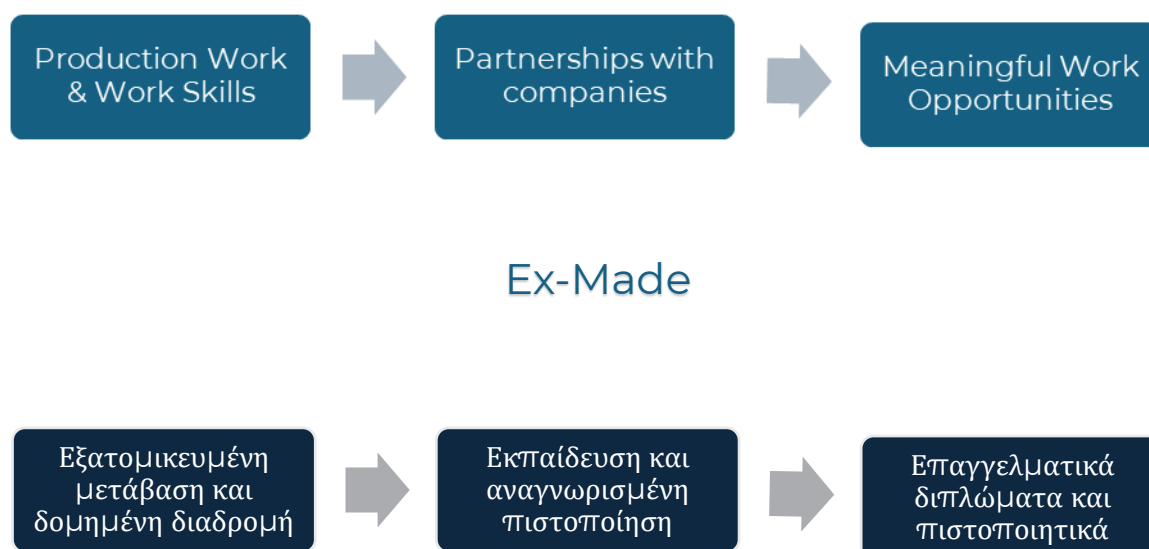 Production Work
& Work Skills
Partnerships with
companies
Meaningful Work
Opportunities
Ex-Made
Εξατομικευμένη
μετάβαση και
δομημένη διαδρομή
Εκπαίδευση και
αναγνωρισμένη
πιστοποίηση
Επαγγελματικά
διπλώματα και
πιστοποιητικά